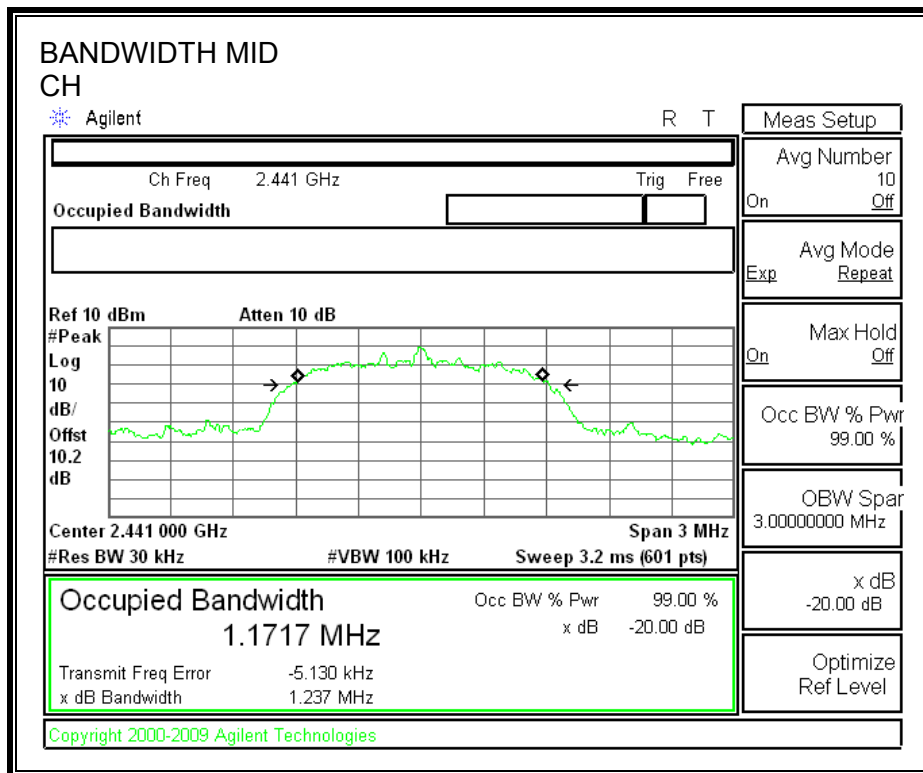 BANDWIDTH MID
CH
Agilent R T
Ch Freq 2.441 GHz Trig Free
Occupied Bandwidth
Ref 10 dBm Atten 10 dB
#Peak
Log
10
dB/
Offst
10.2
dB
Center 2.441 000 GHz Span 3 MHz
#Res BW 30 kHz #VBW 100 kHz Sweep 3.2 ms (601 pts)
Occupied Bandwidth Occ BW % Pwr 99.00 %
1.1717 MHz x dB -20.00 dB
Transmit Freq Error -5.130 kHz
x dB Bandwidth 1.237 MHz
Copyright 2000-2009 Agilent Technologies
Meas Setup
Avg Number
10
On Off
Avg Mode
Exp Repeat
Max Hold
On Off
Occ BW % Pwr
99.00 %
OBW Span
3.00000000 MHz
x dB
-20.00 dB
Optimize
Ref Level